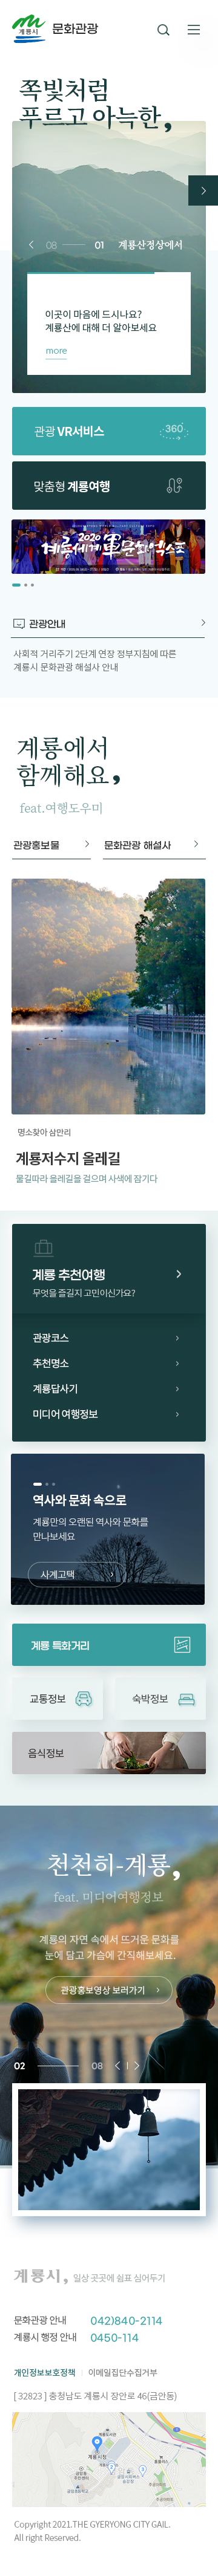 계룡시
문화관광
쪽빛처럼
푸르고 아늑한,
08 01 계룡산정상에서
이곳이 마음에 드시나요?
계룡산에 대해 더 알아보세요
more
관광 VR서비스
360
맞춤형 계룡여행
계룡세계군문화엑스포
관광안내
사회적 거리주기 2단계 연장 정부지침에 따른
계룡시 문화관광 해설사 안내
계룡에서
함께해요,
feat.여행도우미
관광홍보물
문화관광 해설사
명소찾아 삼만리
계룡저수지 올레길
물길따라 올레길을 걸으며 사색에 잠기다
계룡 추천여행
무엇을 즐길지 고민이신가요?
관광코스
추천명소
계룡답사기
미디어 여행정보
역사와 문화 속으로
계룡만의 오랜된 역사와 문화를
만나보세요
사계고택
계룡 특화거리
교통정보
숙박정보
음식정보
천천히-계룡,
feat. 미디어여행정보
계룡의 자연 속에서 뜨거운 문화를
눈에 담고 가슴에 간직해보세요.
관광홍보영상 보러가기
02 08
계룡시, 일상 곳곳에 쉼표 심어두기
문화관광 안내 042)840-2114
계룡시 행정 안내 0450-114
개인정보보호정책 이메일집단수집거부
[ 32823 ] 충청남도 계룡시 장안로 46(금안동)
계룡시청
Copyright 2021.THE GYERYONG CITY GAIL.
All right Reserved.